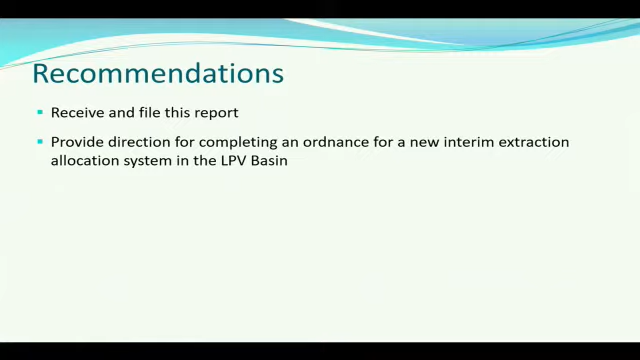 Recommendations
Receive and file this report
Provide direction for completing an ordnance for a new interim extraction
allocation system in the LPV Basin